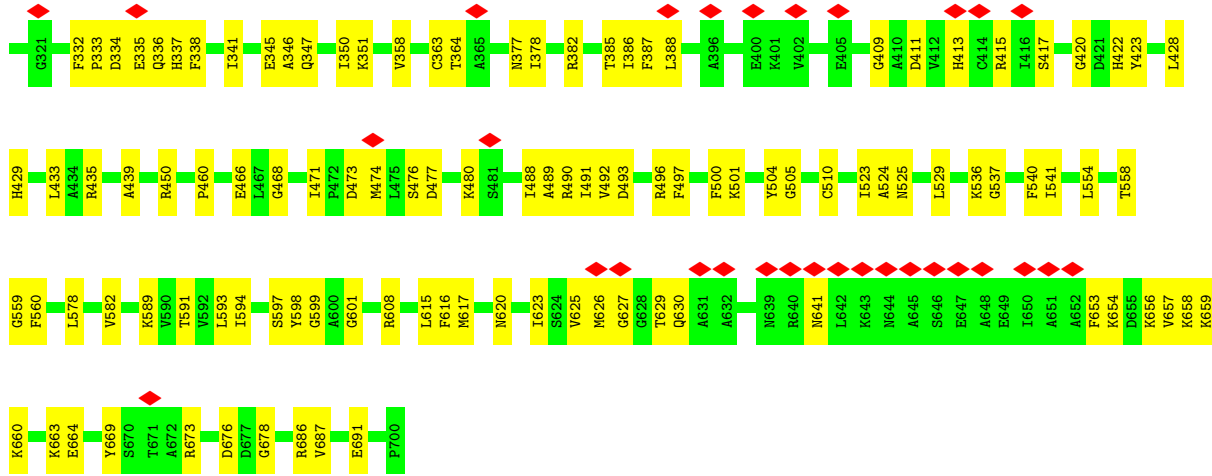 G321 F332 P333 D334 E335 Q336 H337 F338 I341 E345 A346 Q347 I350 K351 V358 C363 T364 A365 N377 I378 R382 T385 I386 F387 L388 A396 E400 K401 V402 E405 G409 A410 D411 V412 H413 C414 R415 I416 S417 G420 D421 H422 Y423 L428
H429 L433 A434 R435 A439 R450 P460 E466 L467 G468 I471 P472 D473 M474 L475 S476 D477 K480 S481 I488 A489 R490 I491 V492 D493 R496 F497 F500 K501 Y504 G505 C510 I523 A524 N525 L529 K536 G537 F540 I541 L554 T558
G559 F560 L578 V582 K589 V590 T591 V592 L593 I594 S597 Y598 G599 A600 G601 R608 L615 F616 M617 N620 I623 S624 V625 M626 G627 G628 T629 Q630 A631 A632 N639 R640 N641 L642 K643 N644 A645 S646 E647 A648 E649 I650 A651 A652 F653 K654 D655 K656 V657 K658 K659
K660 K663 E664 Y669 S670 T671 A672 R673 D676 D677 G678 R686 V687 E691 P700